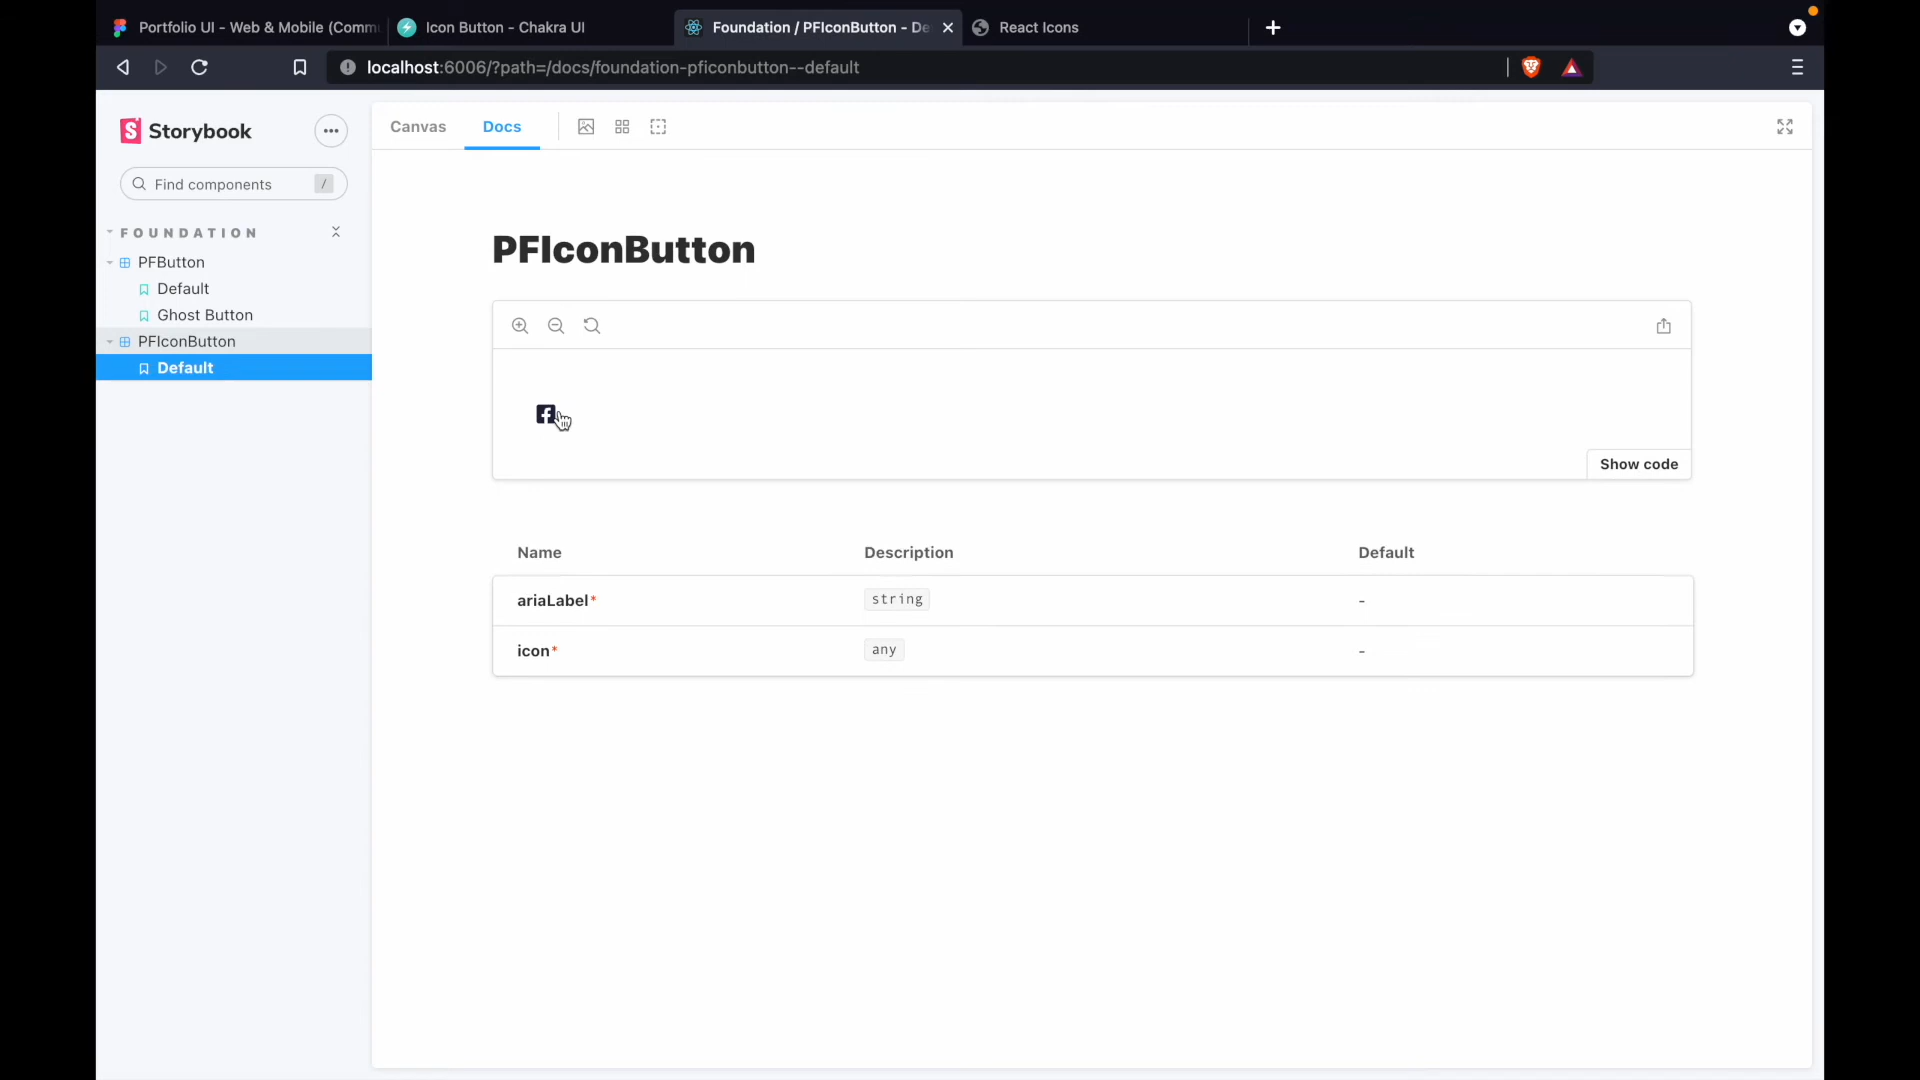 Portfolio UI - Web & Mobile (Comm
Icon Button - Chakra UI
Foundation / PFIconButton - De
React Icons
localhost:6006/?path=/docs/foundation-pficonbutton--default
Storybook
Canvas
Docs
Find components
/
FOUNDATION
PFButton
Default
Ghost Button
PFIconButton
Default
PFIconButton
Show code
Name Description Default
ariaLabel* string -
icon* any -